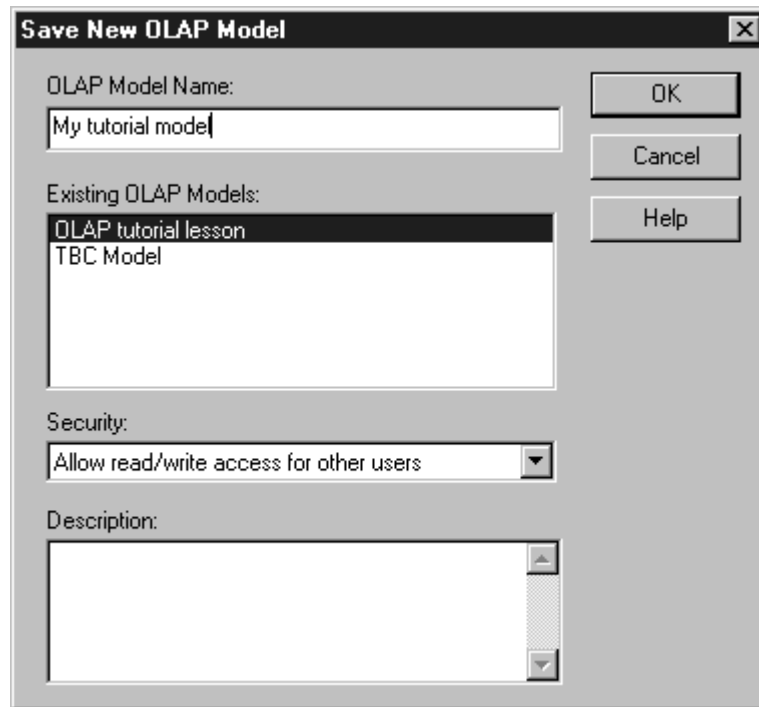 Save New OLAP Model
OLAP Model Name:
OK
My tutorial model
Cancel
Existing OLAP Models:
Help
OLAP tutorial lesson
TBC Model
Security:
Allow read/write access for other users
Description: